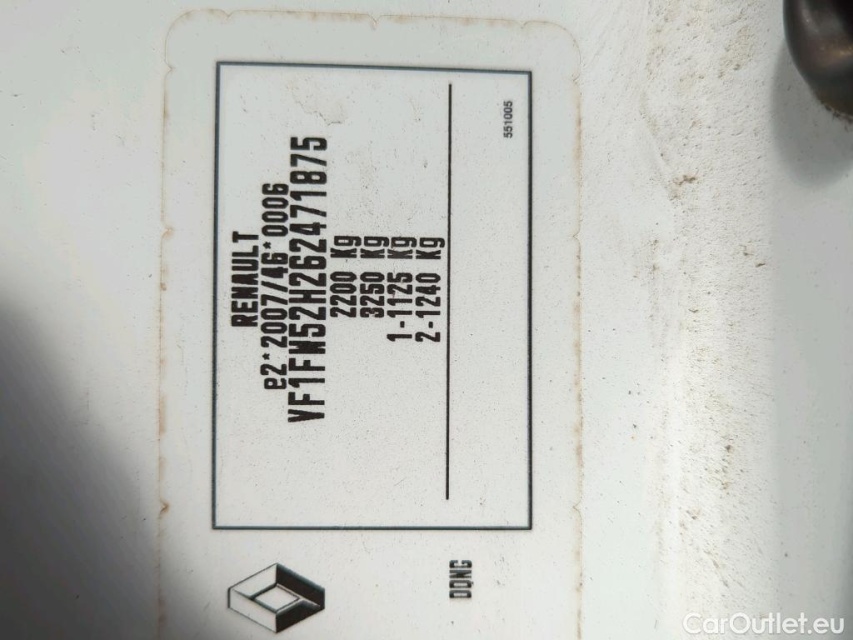 RENAULT
e2*2007/46*0006
VF1FW52H262471875
2200 Kg
3250 Kg
1-1125 Kg
2-1240 Kg
551005
DONG
CarOutlet.eu